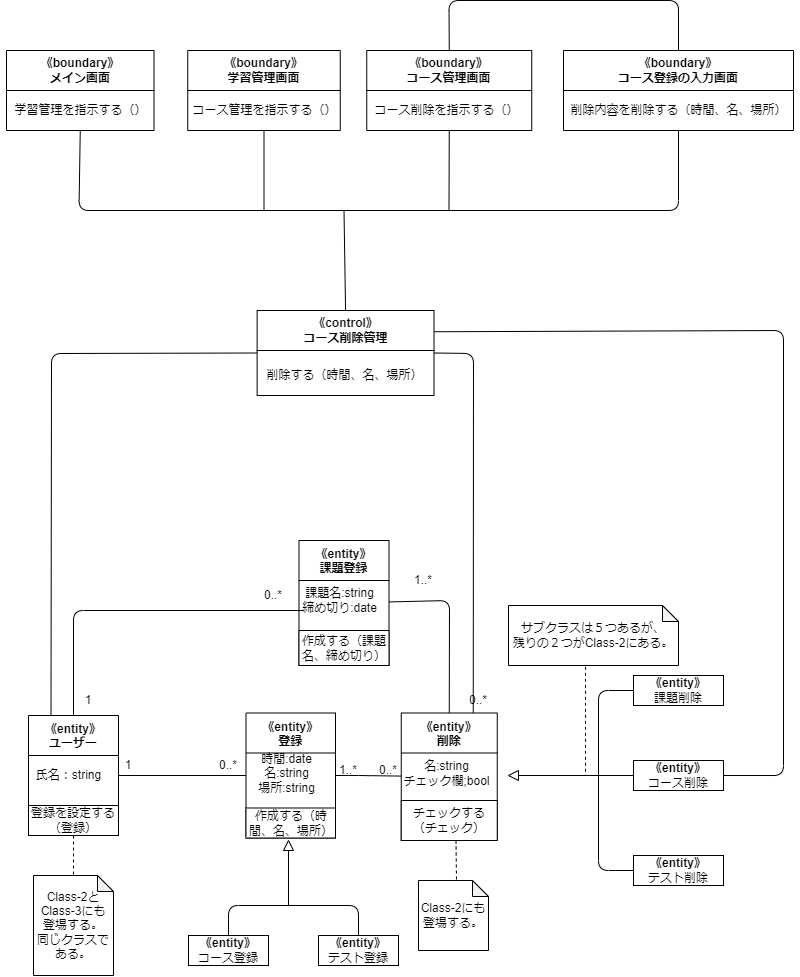 《boundary》
メイン画面
学習管理を指示する（）
《boundary》
学習管理画面
コース管理を指示する（）
《boundary》
コース管理画面
コース削除を指示する（）
《boundary》
コース登録の入力画面
削除内容を削除する（時間、名、場所）
《control》
コース削除管理
削除する（時間、名、場所）
《entity》
課題登録
課題名:string
締め切り:date
作成する（課題
名、締め切り）
0..*
1..*
サブクラスは５つあるが、
残りの２つがClass-2にある。
《entity》
課題削除
1
0..*
《entity》
ユーザー
氏名：string
登録を設定する
（登録）
1
0..*
《entity》
登録
時間:date
名:string
場所:string
作成する（時
間、名、場所）
1..*
0..*
《entity》
削除
名:string
チェック欄;bool
チェックする
（チェック）
《entity》
コース削除
《entity》
テスト削除
Class-2と
Class-3にも
登場する。
同じクラスで
ある。
《entity》
コース登録
《entity》
テスト登録
Class-2にも
登場する。